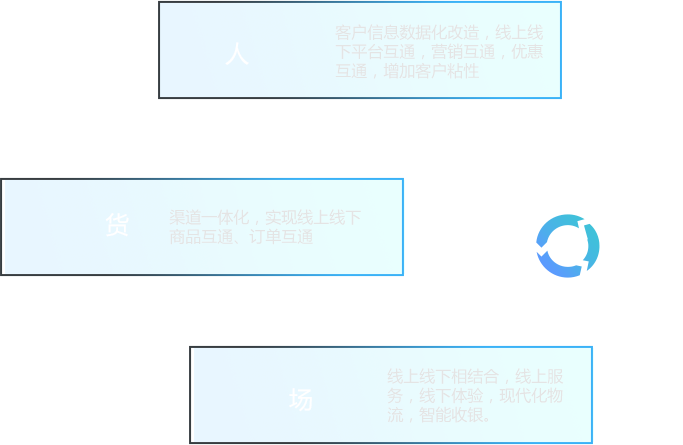 人
客户信息数据化改造，线上线
下平台互通，营销互通，优惠
互通，增加客户粘性
货
渠道一体化，实现线上线下
商品互通、订单互通
场
线上线下相结合，线上服
务，线下体验，现代化物
流，智能收银。